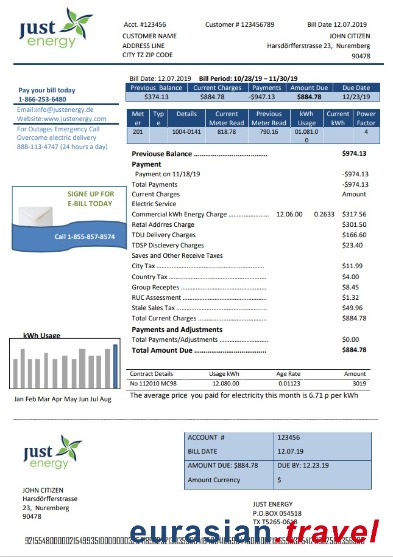 just energy
Acct. #123456 Customer # 123456789 Bill Date 12.07.2019
CUSTOMER NAME JOHN CITIZEN
ADDRESS LINE Harsdörfferstrasse 23, Nuremberg
CITY TZ ZIP CODE 90478
Bill Date: 12.07.2019 Bill Period: 10/28/19 – 11/30/19
Previous Balance Current Charges Payments Amount Due Due Date
$374.13 $884.78 -$947.13 $884.78 12/23/19
Pay your bill today
1-866-253-6480
Email:info@justenergy.de
Website:www.justenergy.com
For Outages Emergency Call
Overcome electric delivery
888-113-4747 (24 hours a day)
Meter Type Details Current Meter Read Previous Meter Read kWh Usage Current kWh Power Factor
201 1004-0141 818.78 790.16 01.081.00 4
Previouse Balance $974.13
Payment
Payment on 11/18/19 -$974.13
Total Payments -$974.13
Current Charges Amount
Electric Service
Commercial kWh Energy Charge 12.06.00 0.2633 $317.56
Retail Addrres Charge $301.50
TDU Delivery Charges $166.60
TDSP Disclevery Charges $23.40
Saves and Other Receive Taxes
City Tax $11.99
Country Tax $4.00
Group Receptes $8.45
RUC Assessment $1.32
Stale Sales Tax $49.96
Total Current Charges $884.78
Payments and Adjustments
Total Payments/Adjustments $0.00
Total Amount Due $884.78
SIGNE UP FOR
E-BILL TODAY
Call 1-855-857-8574
kWh Usage
Jan Feb Mar Apr May Jun Jul Aug
Contract Details Usage kWh Age Rate Amount
No 112010 MC98 12.080.00 0.01123 3019
The average price you paid for electricity this month is 6.71 p per kWh
just energy
ACCOUNT # 123456
BILL DATE 12.07.19
AMOUNT DUE: $884.78 DUE BY: 12.23.19
Amount Currency $
JOHN CITIZEN
Harsdörfferstrasse
23, Nuremberg
90478
JUST ENERGY
P.O.BOX 054518
eurasian.travel